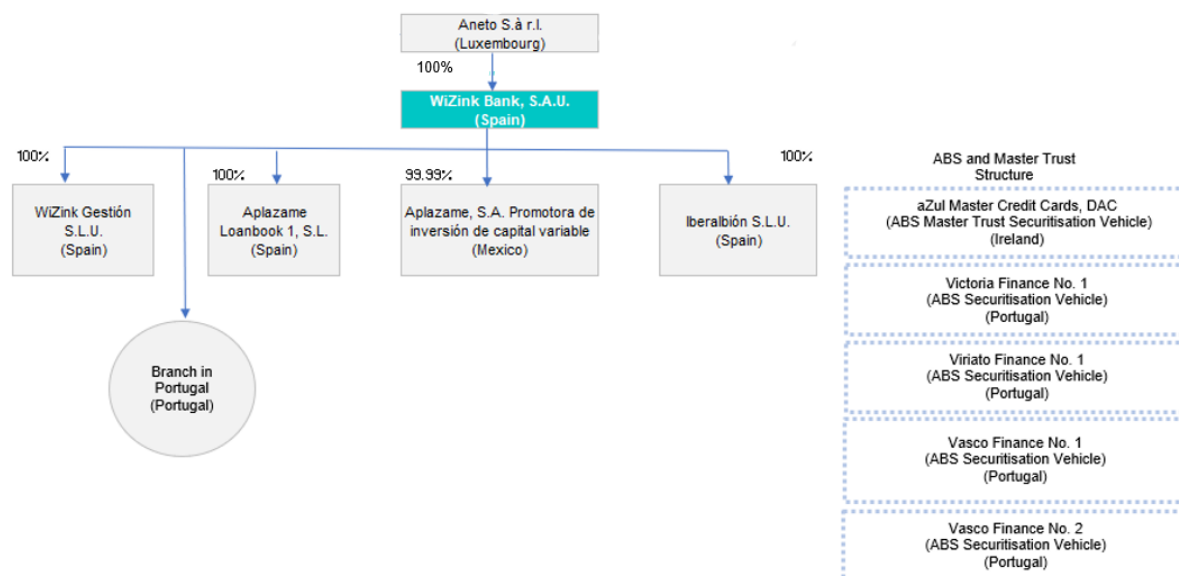 Aneto S.à r.l.
(Luxembourg)
100%
WiZink Bank, S.A.U.
(Spain)
100%
WiZink Gestión
S.L.U.
(Spain)
100%
Aplazame
Loanbook 1, S.L.
(Spain)
99.99%
Aplazame, S.A. Promotora de
inversión de capital variable
(Mexico)
100%
Iberalbión S.L.U.
(Spain)
Branch in
Portugal
(Portugal)
ABS and Master Trust
Structure
aZul Master Credit Cards, DAC
(ABS Master Trust Securitisation Vehicle)
(Ireland)
Victoria Finance No. 1
(ABS Securitisation Vehicle)
(Portugal)
Viriato Finance No. 1
(ABS Securitisation Vehicle)
(Portugal)
Vasco Finance No. 1
(ABS Securitisation Vehicle)
(Portugal)
Vasco Finance No. 2
(ABS Securitisation Vehicle)
(Portugal)